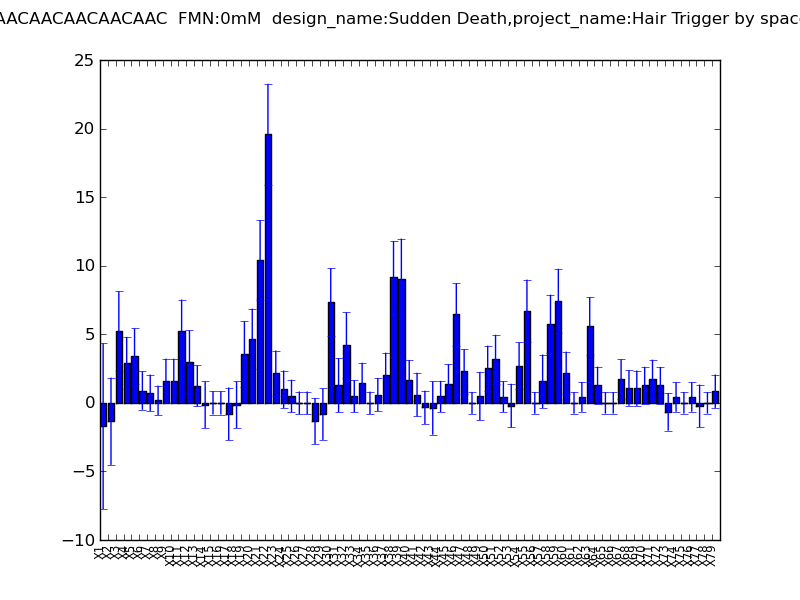 AACAACAACAACAAC  FMN:0mM  design_name:Sudden Death,project_name:Hair Trigger by spac
25
20
15
10
5
0
−5
−10
X1
X2
X3
X4
X5
X6
X7
X8
X9
X10
X11
X12
X13
X14
X15
X16
X17
X18
X19
X20
X21
X22
X23
X24
X25
X26
X27
X28
X29
X30
X31
X32
X33
X34
X35
X36
X37
X38
X39
X40
X41
X42
X43
X44
X45
X46
X47
X48
X49
X50
X51
X52
X53
X54
X55
X56
X57
X58
X59
X60
X61
X62
X63
X64
X65
X66
X67
X68
X69
X70
X71
X72
X73
X74
X75
X76
X77
X78
X79